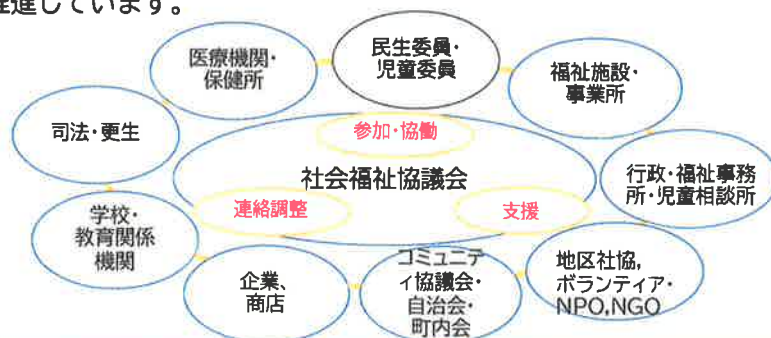 推進しています。
医療機関・
保健所
民生委員・
児童委員
福祉施設・
事業所
司法・更生
参加・協働
社会福祉協議会
行政・福祉事務
所・児童相談所
連絡調整
支援
学校・
教育関係
機関
企業、
商店
コミュニテ
ィ協議会・
自治会・
町内会
地区社協,
ボランティア・
NPO,NGO